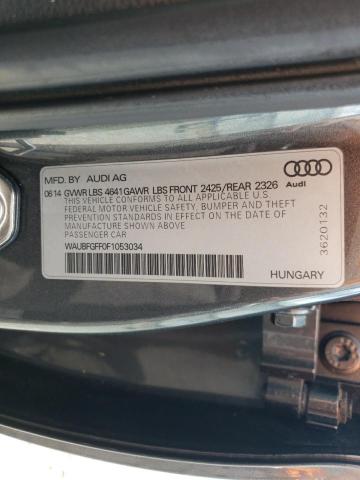 MFD. BY AUDI AG
06.14 GVWR LBS 4641 GAWR LBS FRONT 2425/REAR 2326
THIS VEHICLE CONFORMS TO ALL APPLICABLE U.S.
FEDERAL MOTOR VEHICLE SAFETY, BUMPER AND THEFT
PREVENTION STANDARDS IN EFFECT ON THE DATE OF
MANUFACTURE SHOWN ABOVE.
PASSENGER CAR
WAUBFGFF0F1053034
Audi
3620132
HUNGARY